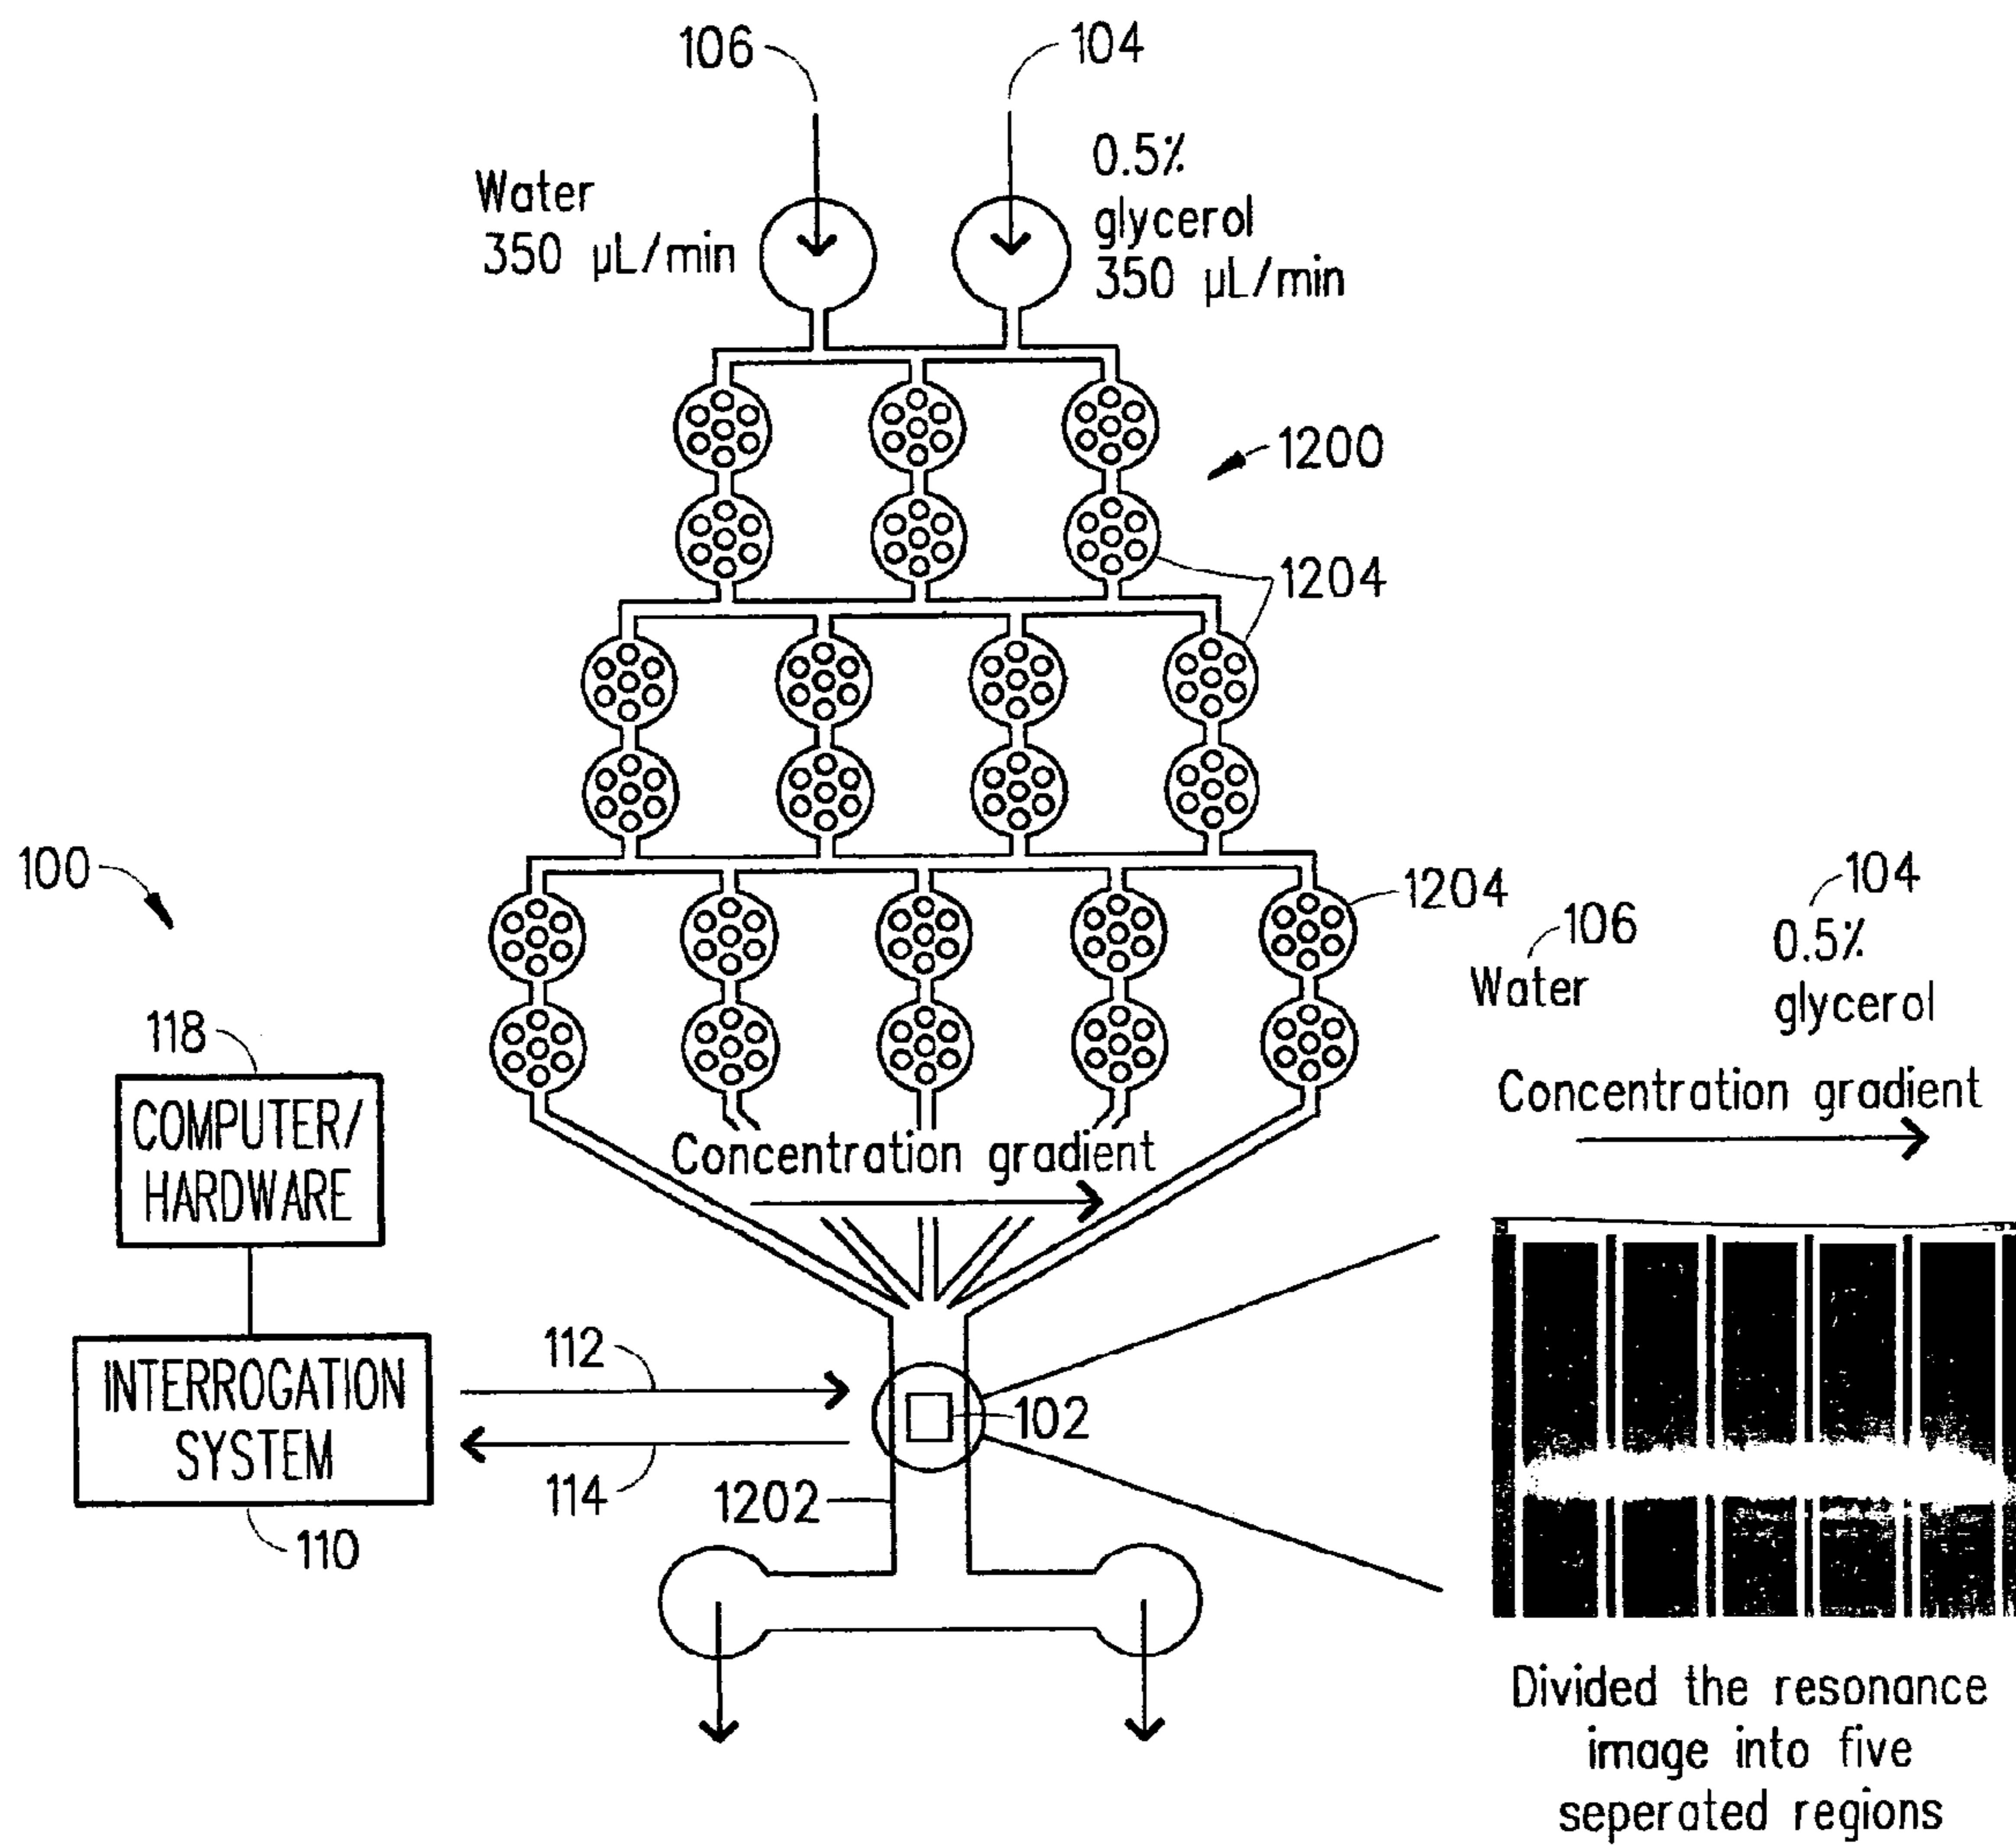 106
104
Water
350 µL/min
0.5%
glycerol
350 µL/min
1200
1204
100
1204
106
Water
104
0.5%
glycerol
118
COMPUTER/
HARDWARE
Concentration gradient
Concentration gradient
112
INTERROGATION
SYSTEM
102
114
1202
110
Divided the resonance
image into five
seperated regions